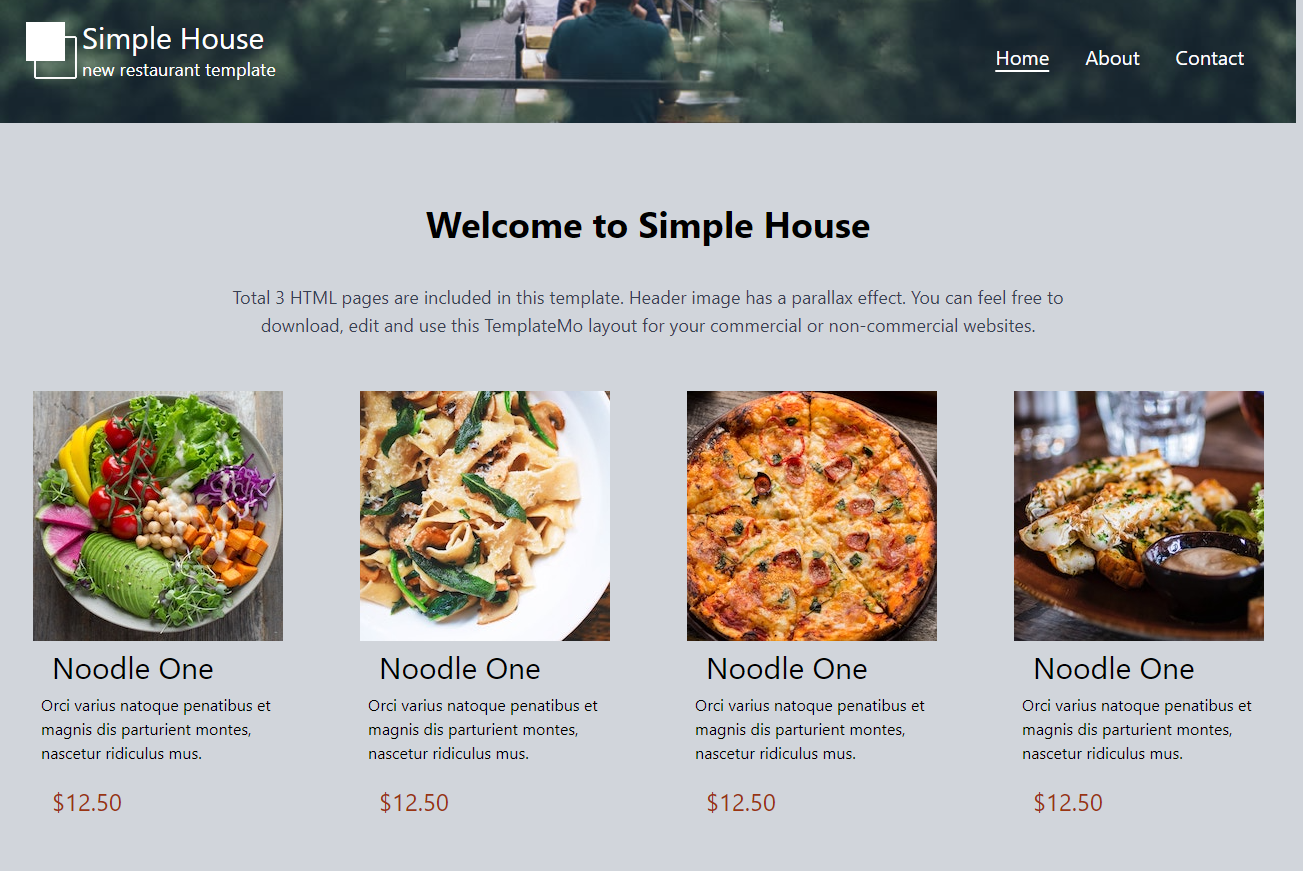 Simple House
new restaurant template
Home About Contact
Welcome to Simple House
Total 3 HTML pages are included in this template. Header image has a parallax effect. You can feel free to
download, edit and use this TemplateMo layout for your commercial or non-commercial websites.
Noodle One
Orci varius natoque penatibus et
magnis dis parturient montes,
nascetur ridiculus mus.
$12.50
Noodle One
Orci varius natoque penatibus et
magnis dis parturient montes,
nascetur ridiculus mus.
$12.50
Noodle One
Orci varius natoque penatibus et
magnis dis parturient montes,
nascetur ridiculus mus.
$12.50
Noodle One
Orci varius natoque penatibus et
magnis dis parturient montes,
nascetur ridiculus mus.
$12.50